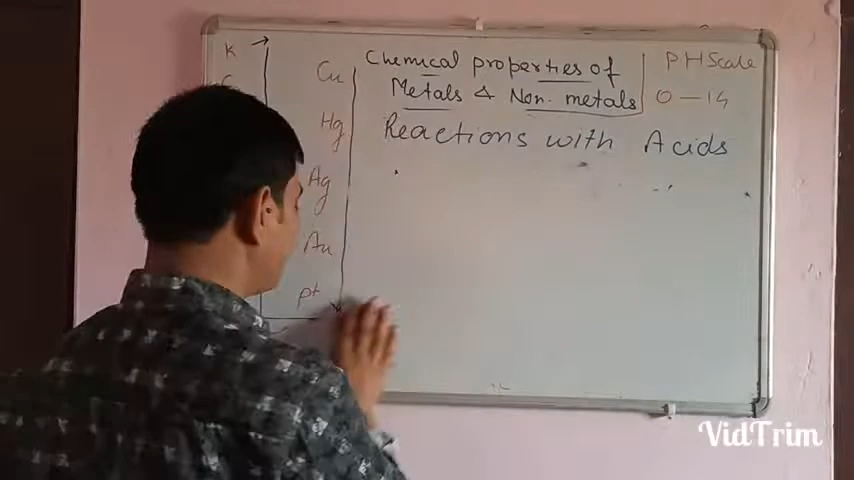 K
Cu
Hg
Ag
Au
pt
Chemical properties of
Metals & Non-metals
PH Scale
0 - 14
Reactions with Acids
VidTrim